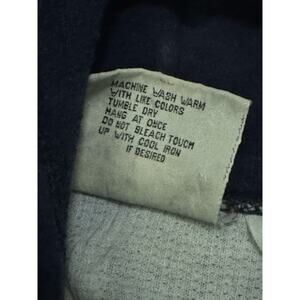 MACHINE WASH WARM
WITH LIKE COLORS
TUMBLE DRY
HANG AT ONCE
DO NOT BLEACH TOUCH
UP WITH COOL IRON
IF DESIRED